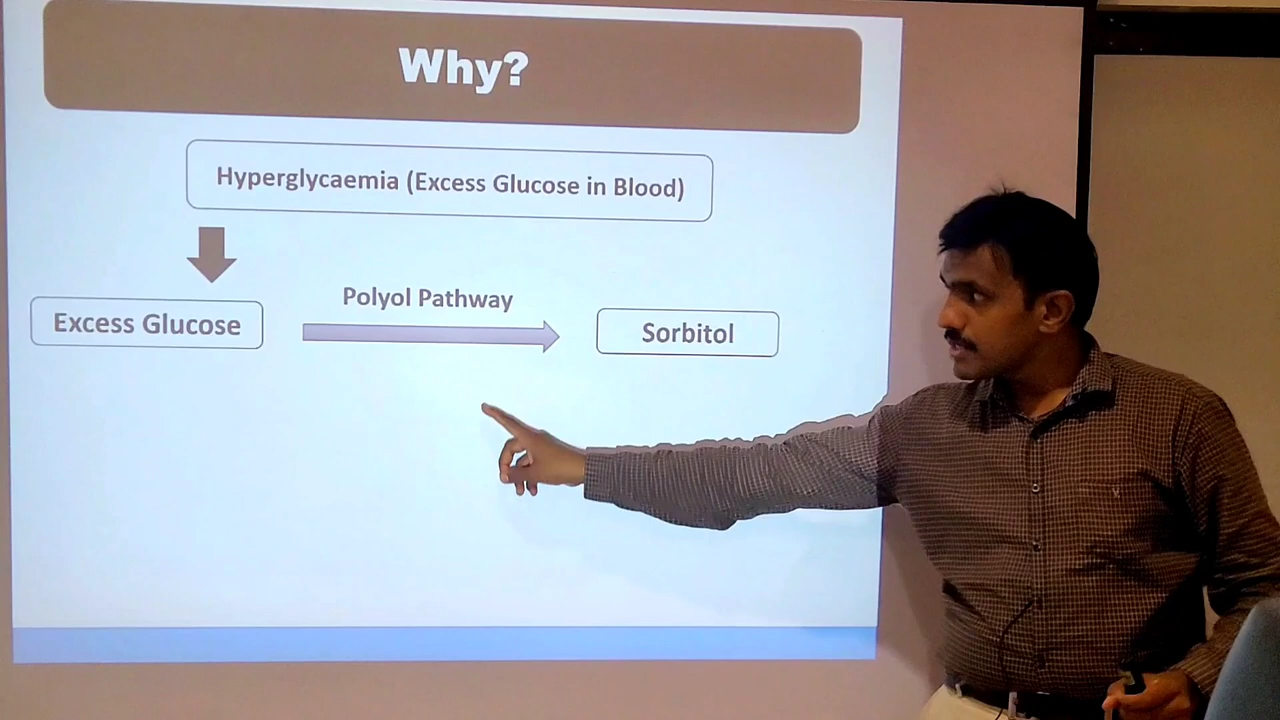 Why?
Hyperglycaemia (Excess Glucose in Blood)
Polyol Pathway
Excess Glucose
Sorbitol